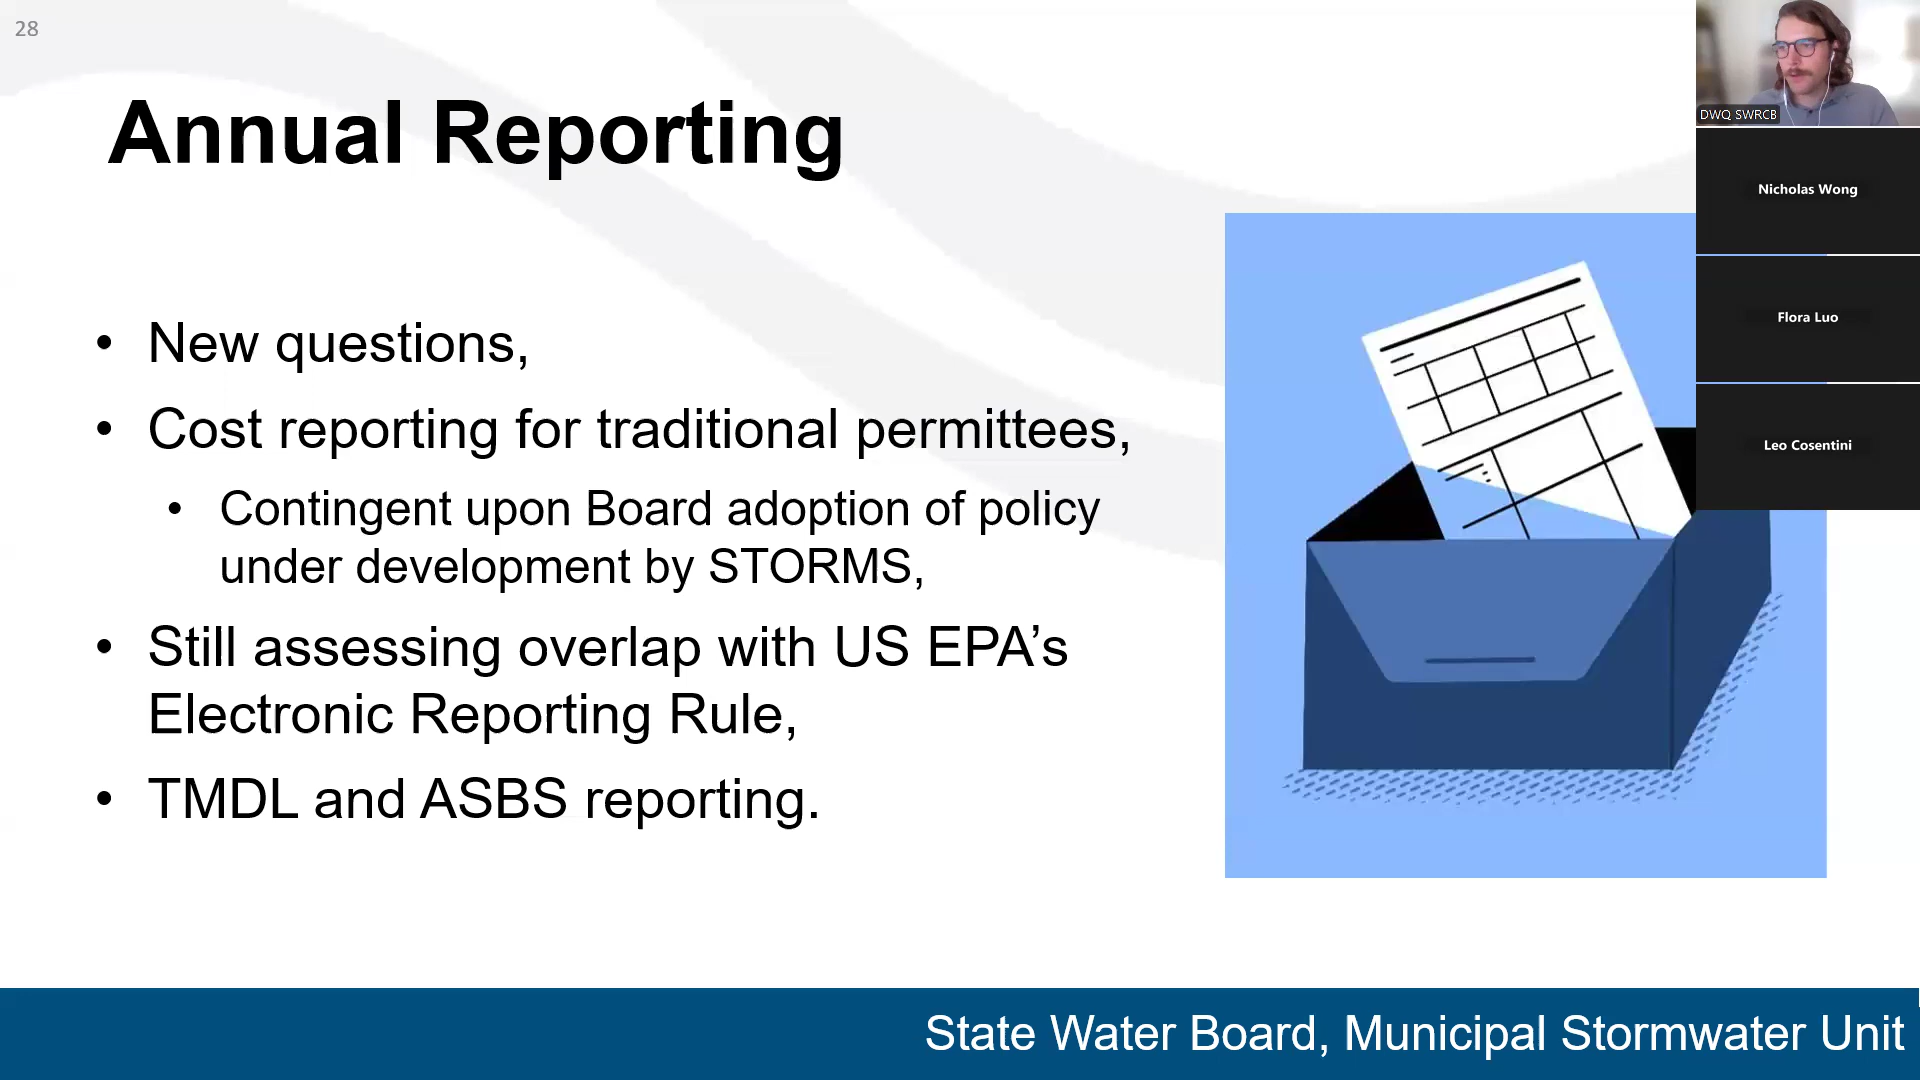 28
Annual Reporting
• New questions,
• Cost reporting for traditional permittees,
• Contingent upon Board adoption of policy
under development by STORMS,
• Still assessing overlap with US EPA’s
Electronic Reporting Rule,
• TMDL and ASBS reporting.
DWQ SWRCB
Nicholas Wong
Flora Luo
Leo Cosentini
State Water Board, Municipal Stormwater Unit